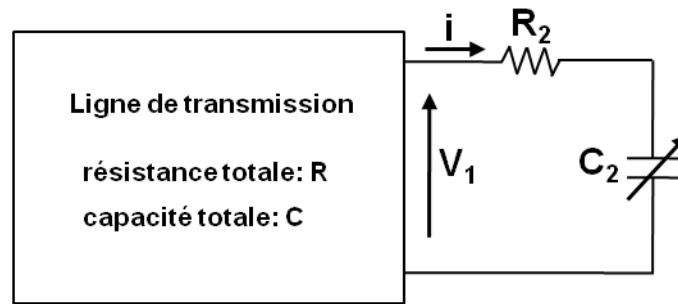 Ligne de transmission
résistance totale: R
capacité totale: C
i
R₂
V₁
C₂